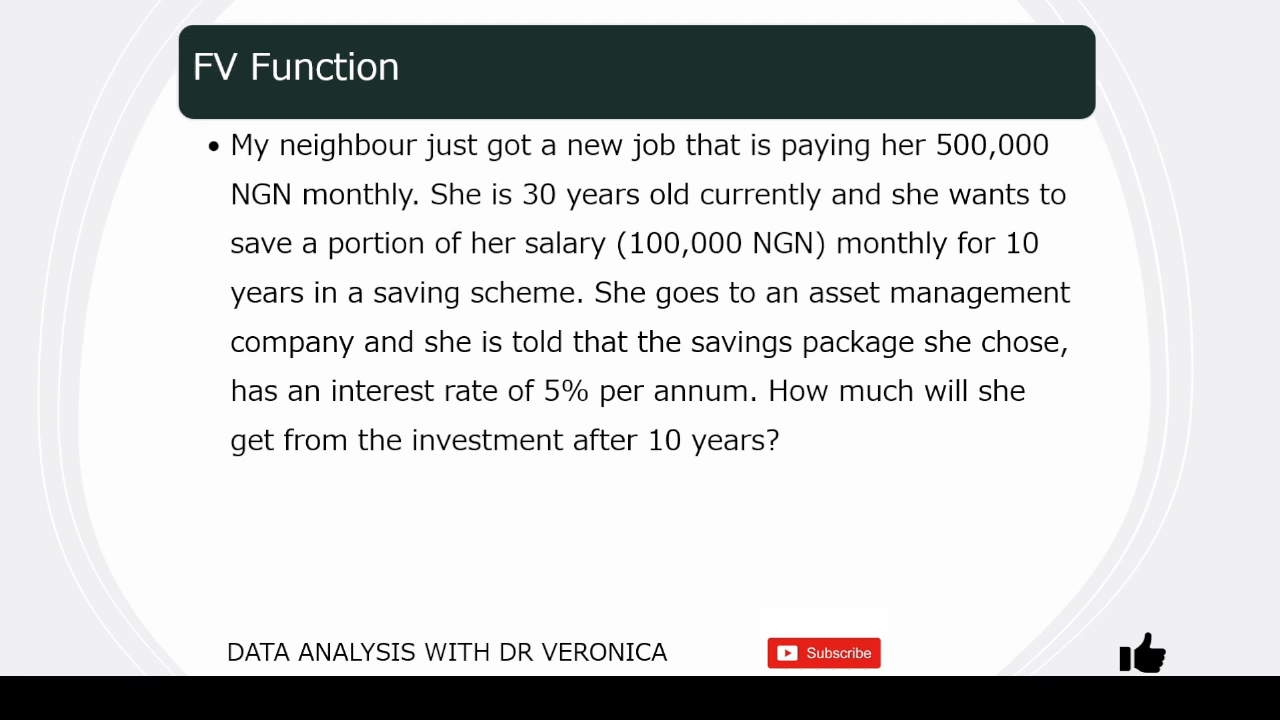 FV Function
• My neighbour just got a new job that is paying her 500,000
NGN monthly. She is 30 years old currently and she wants to
save a portion of her salary (100,000 NGN) monthly for 10
years in a saving scheme. She goes to an asset management
company and she is told that the savings package she chose,
has an interest rate of 5% per annum. How much will she
get from the investment after 10 years?
DATA ANALYSIS WITH DR VERONICA
Subscribe